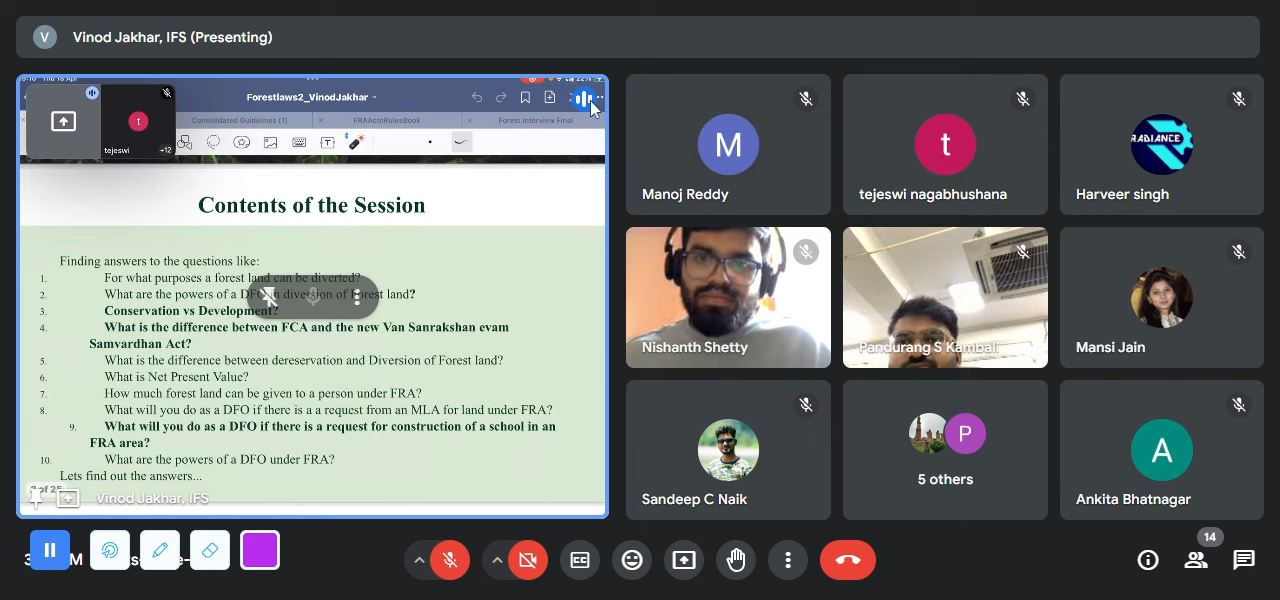 V Vinod Jakhar, IFS (Presenting)
Forestlaws2_VinodJakhar
t
tejeswi
+12
Consolidated Guidelines (1)
FRAActnRulesBook
Forest Interview Final
Contents of the Session
Finding answers to the questions like:
1. For what purposes a forest land can be diverted?
2. What are the powers of a DFO in diversion of Forest land?
3. Conservation vs Development?
4. What is the difference between FCA and the new Van Sanrakshan evam
Samvardhan Act?
5. What is the difference between dereservation and Diversion of Forest land?
6. What is Net Present Value?
7. How much forest land can be given to a person under FRA?
8. What will you do as a DFO if there is a a request from an MLA for land under FRA?
9. What will you do as a DFO if there is a request for construction of a school in an
FRA area?
10. What are the powers of a DFO under FRA?
Lets find out the answers...
Vinod Jakhar, IFS
M
Manoj Reddy
t
tejeswi nagabhushana
RADIANCE
Harveer singh
Nishanth Shetty
Pandurang S Kambali
Mansi Jain
Sandeep C Naik
P
5 others
A
Ankita Bhatnagar
CC
14